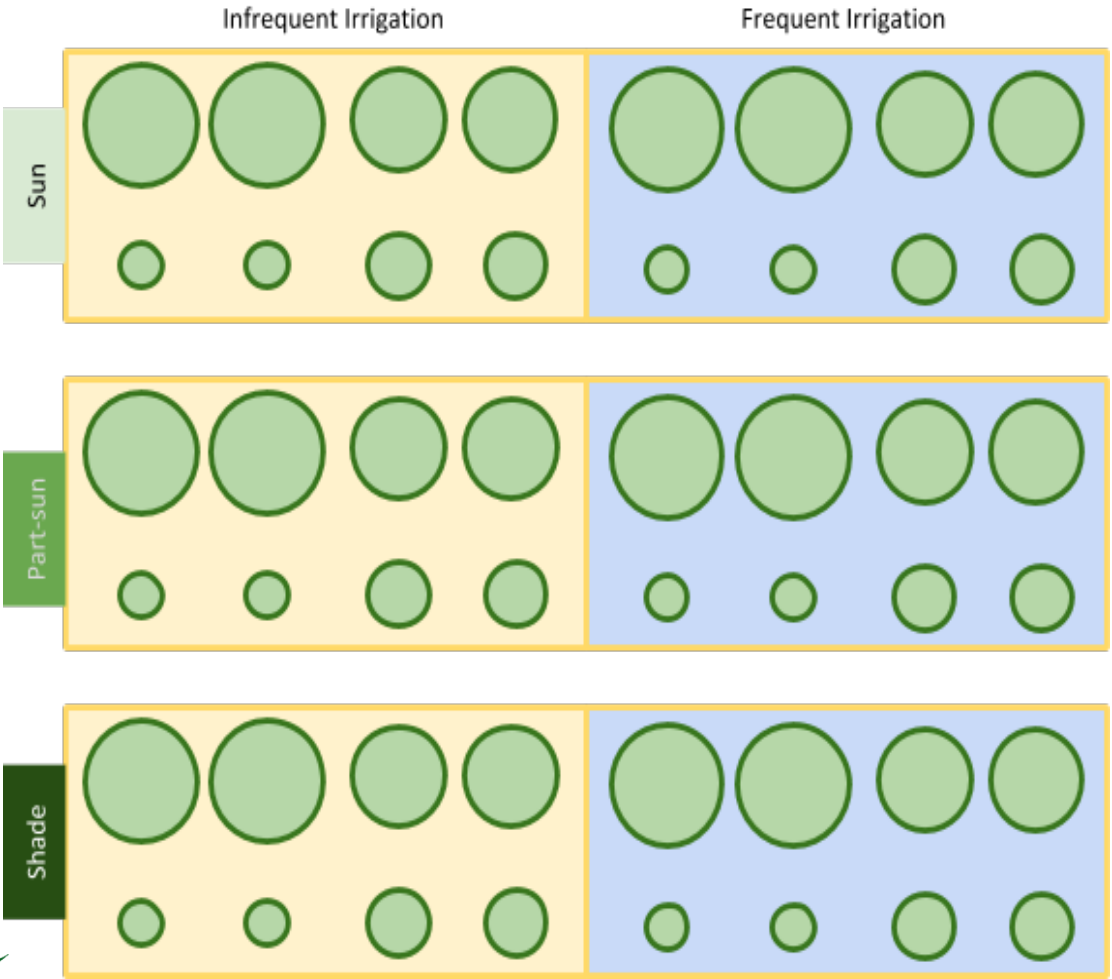 Infrequent Irrigation
Frequent Irrigation
Sun
Part-sun
Shade